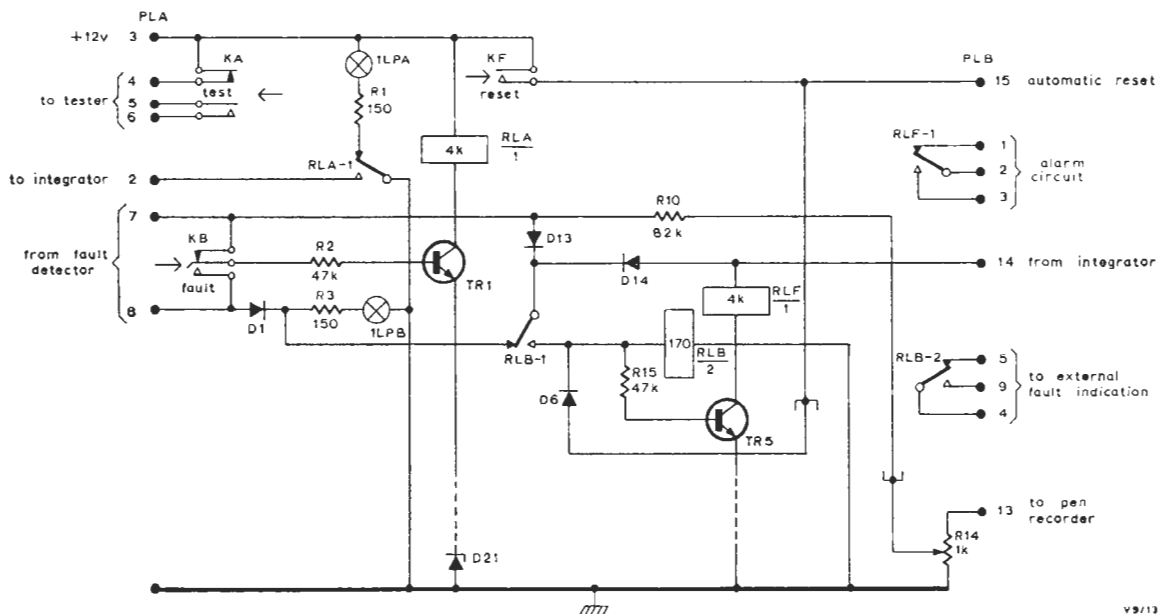 PLA
+12v 3
KA
1LPA
KF
PLB
4
test
reset
15 automatic reset
to tester
5
6
R1
150
4k
RLA
1
RLF-1
1
2
3
alarm
circuit
RLA-1
to integrator 2
7
R10
82k
KB
from fault
detector
R2
47k
D13
fault
TR1
D14
14 from integrator
8
D1
R3
150
1LPB
4k
RLF
1
RLB-1
170
RLB
2
RLB-2
5
9
4
to external
fault indication
R15
47k
D6
TR5
13 to pen
recorder
R14
1k
D21
V9/13